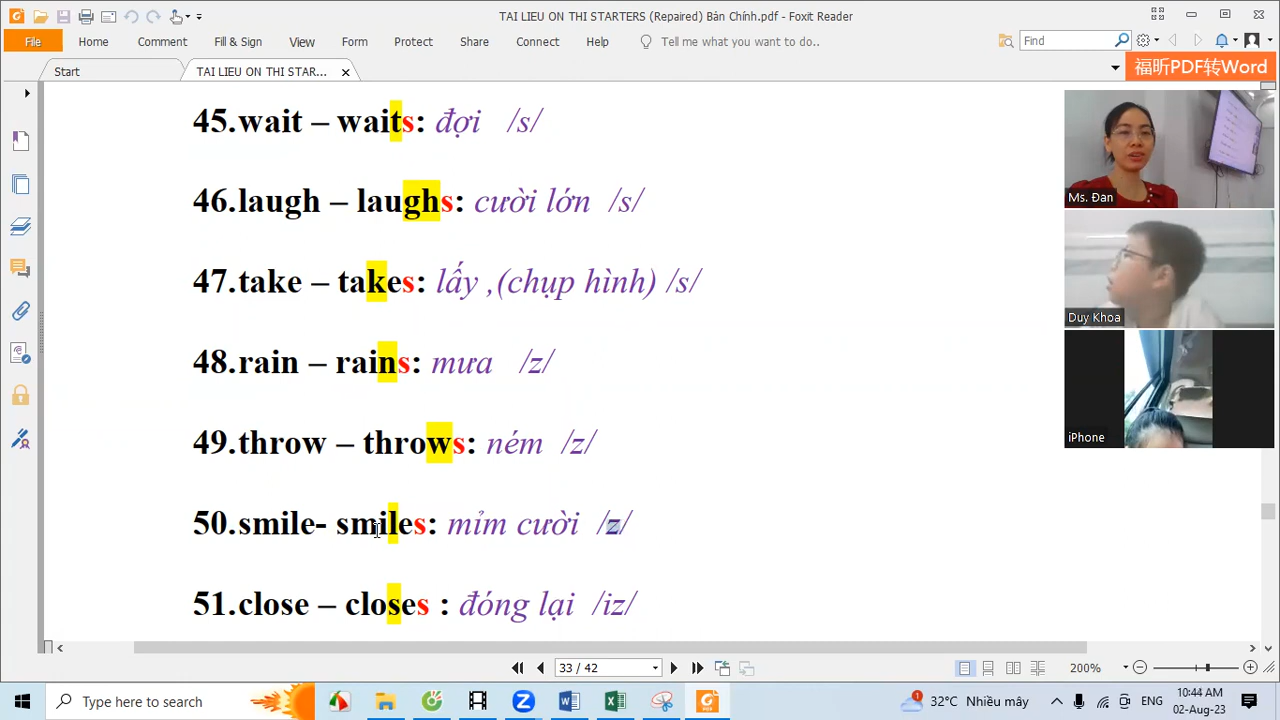 TAI LIEU ON THI STARTERS (Repaired) Bản Chính.pdf - Foxit Reader
File Home Comment Fill & Sign View Form Protect Share Connect Help Tell me what you want to do.. Find
Start TAI LIEU ON THI STAR... 福昕PDF转Word
45.wait – waits: đợi /s/
46.laugh – laughs: cười lớn /s/
47.take – takes: lấy ,(chụp hình) /s/
48.rain – rains: mưa /z/
49.throw – throws: ném /z/
50.smile- smiles: mỉm cười /z/
51.close – closes : đóng lại /iz/
Ms. Đan
Duy Khoa
iPhone
33 / 42 200%
Type here to search 32°C Nhiều mây ENG 10:44 AM
02-Aug-23